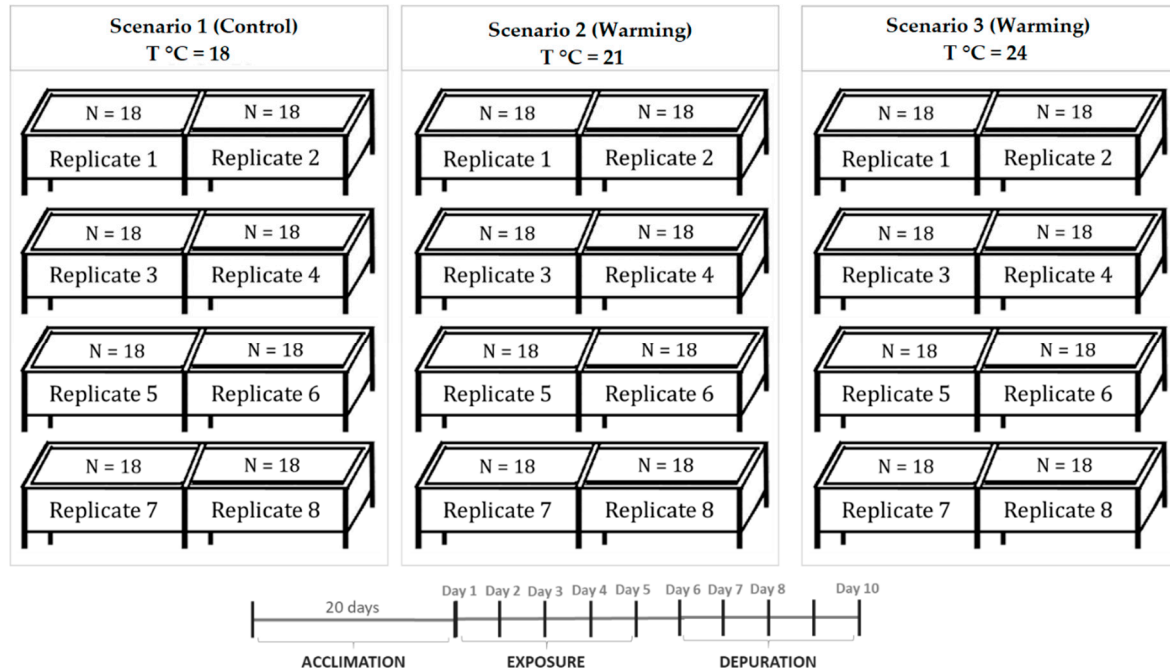 Scenario 1 (Control)
T °C = 18
N = 18 N = 18
Replicate 1 Replicate 2
N = 18 N = 18
Replicate 3 Replicate 4
N = 18 N = 18
Replicate 5 Replicate 6
N = 18 N = 18
Replicate 7 Replicate 8
Scenario 2 (Warming)
T °C = 21
N = 18 N = 18
Replicate 1 Replicate 2
N = 18 N = 18
Replicate 3 Replicate 4
N = 18 N = 18
Replicate 5 Replicate 6
N = 18 N = 18
Replicate 7 Replicate 8
Scenario 3 (Warming)
T °C = 24
N = 18 N = 18
Replicate 1 Replicate 2
N = 18 N = 18
Replicate 3 Replicate 4
N = 18 N = 18
Replicate 5 Replicate 6
N = 18 N = 18
Replicate 7 Replicate 8
20 days Day 1 Day 2 Day 3 Day 4 Day 5 Day 6 Day 7 Day 8 Day 10
ACCLIMATION EXPOSURE DEPURATION